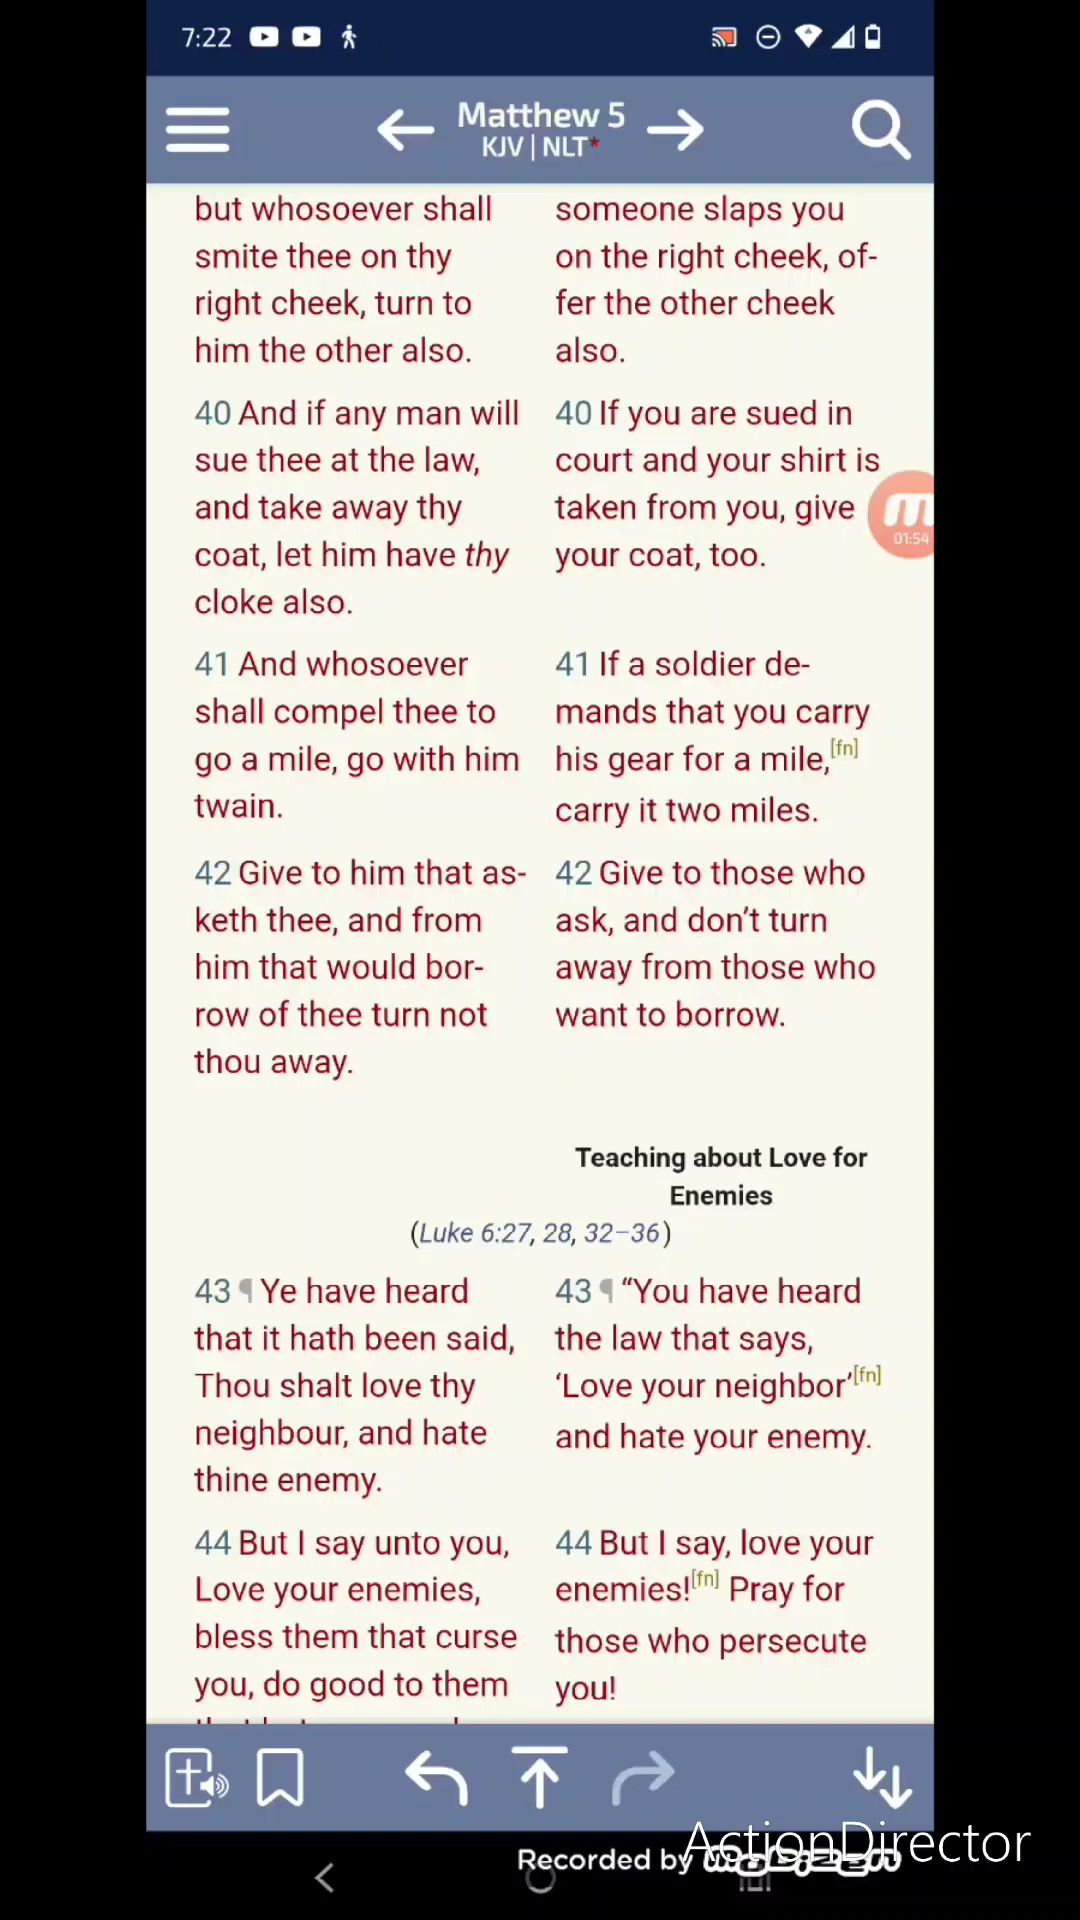 7:22
Matthew 5
KJV | NLT*
but whosoever shall
smite thee on thy
right cheek, turn to
him the other also.
someone slaps you
on the right cheek, of-
fer the other cheek
also.
40 And if any man will
sue thee at the law,
and take away thy
coat, let him have thy
cloke also.
40 If you are sued in
court and your shirt is
taken from you, give
your coat, too.
01:54
41 And whosoever
shall compel thee to
go a mile, go with him
twain.
41 If a soldier de-
mands that you carry
his gear for a mile,[fn]
carry it two miles.
42 Give to him that as-
keth thee, and from
him that would bor-
row of thee turn not
thou away.
42 Give to those who
ask, and don’t turn
away from those who
want to borrow.
Teaching about Love for
Enemies
(Luke 6:27, 28, 32–36)
43 ¶ Ye have heard
that it hath been said,
Thou shalt love thy
neighbour, and hate
thine enemy.
43 ¶ “You have heard
the law that says,
‘Love your neighbor’[fn]
and hate your enemy.
44 But I say unto you,
Love your enemies,
bless them that curse
you, do good to them
44 But I say, love your
enemies![fn] Pray for
those who persecute
you!
ActionDirector
Recorded by